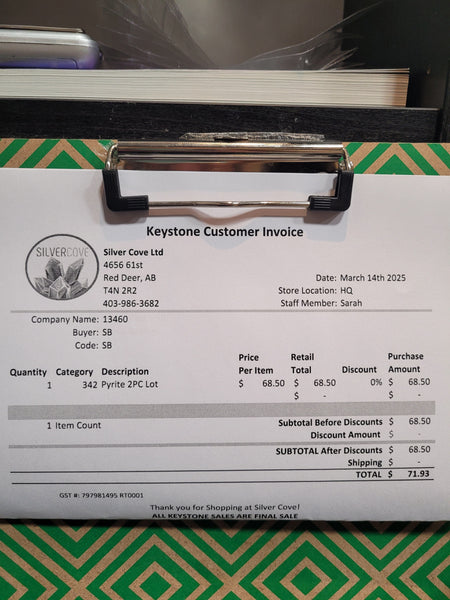 Keystone Customer Invoice
SILVERCOVE
Silver Cove Ltd
4656 61st
Red Deer, AB
T4N 2R2
403-986-3682
Date: March 14th 2025
Store Location: HQ
Staff Member: Sarah
Company Name: 13460
Buyer: SB
Code: SB
Quantity Category Description Price Per Item Retail Total Discount Purchase Amount
1 342 Pyrite 2PC Lot $ 68.50 $ 68.50 0% $ 68.50
$ - $ -
1 Item Count Subtotal Before Discounts $ 68.50
Discount Amount $ -
SUBTOTAL After Discounts $ 68.50
Shipping $ -
TOTAL $ 71.93
GST #: 797981495 RT0001
Thank you for Shopping at Silver Cove!
ALL KEYSTONE SALES ARE FINAL SALE